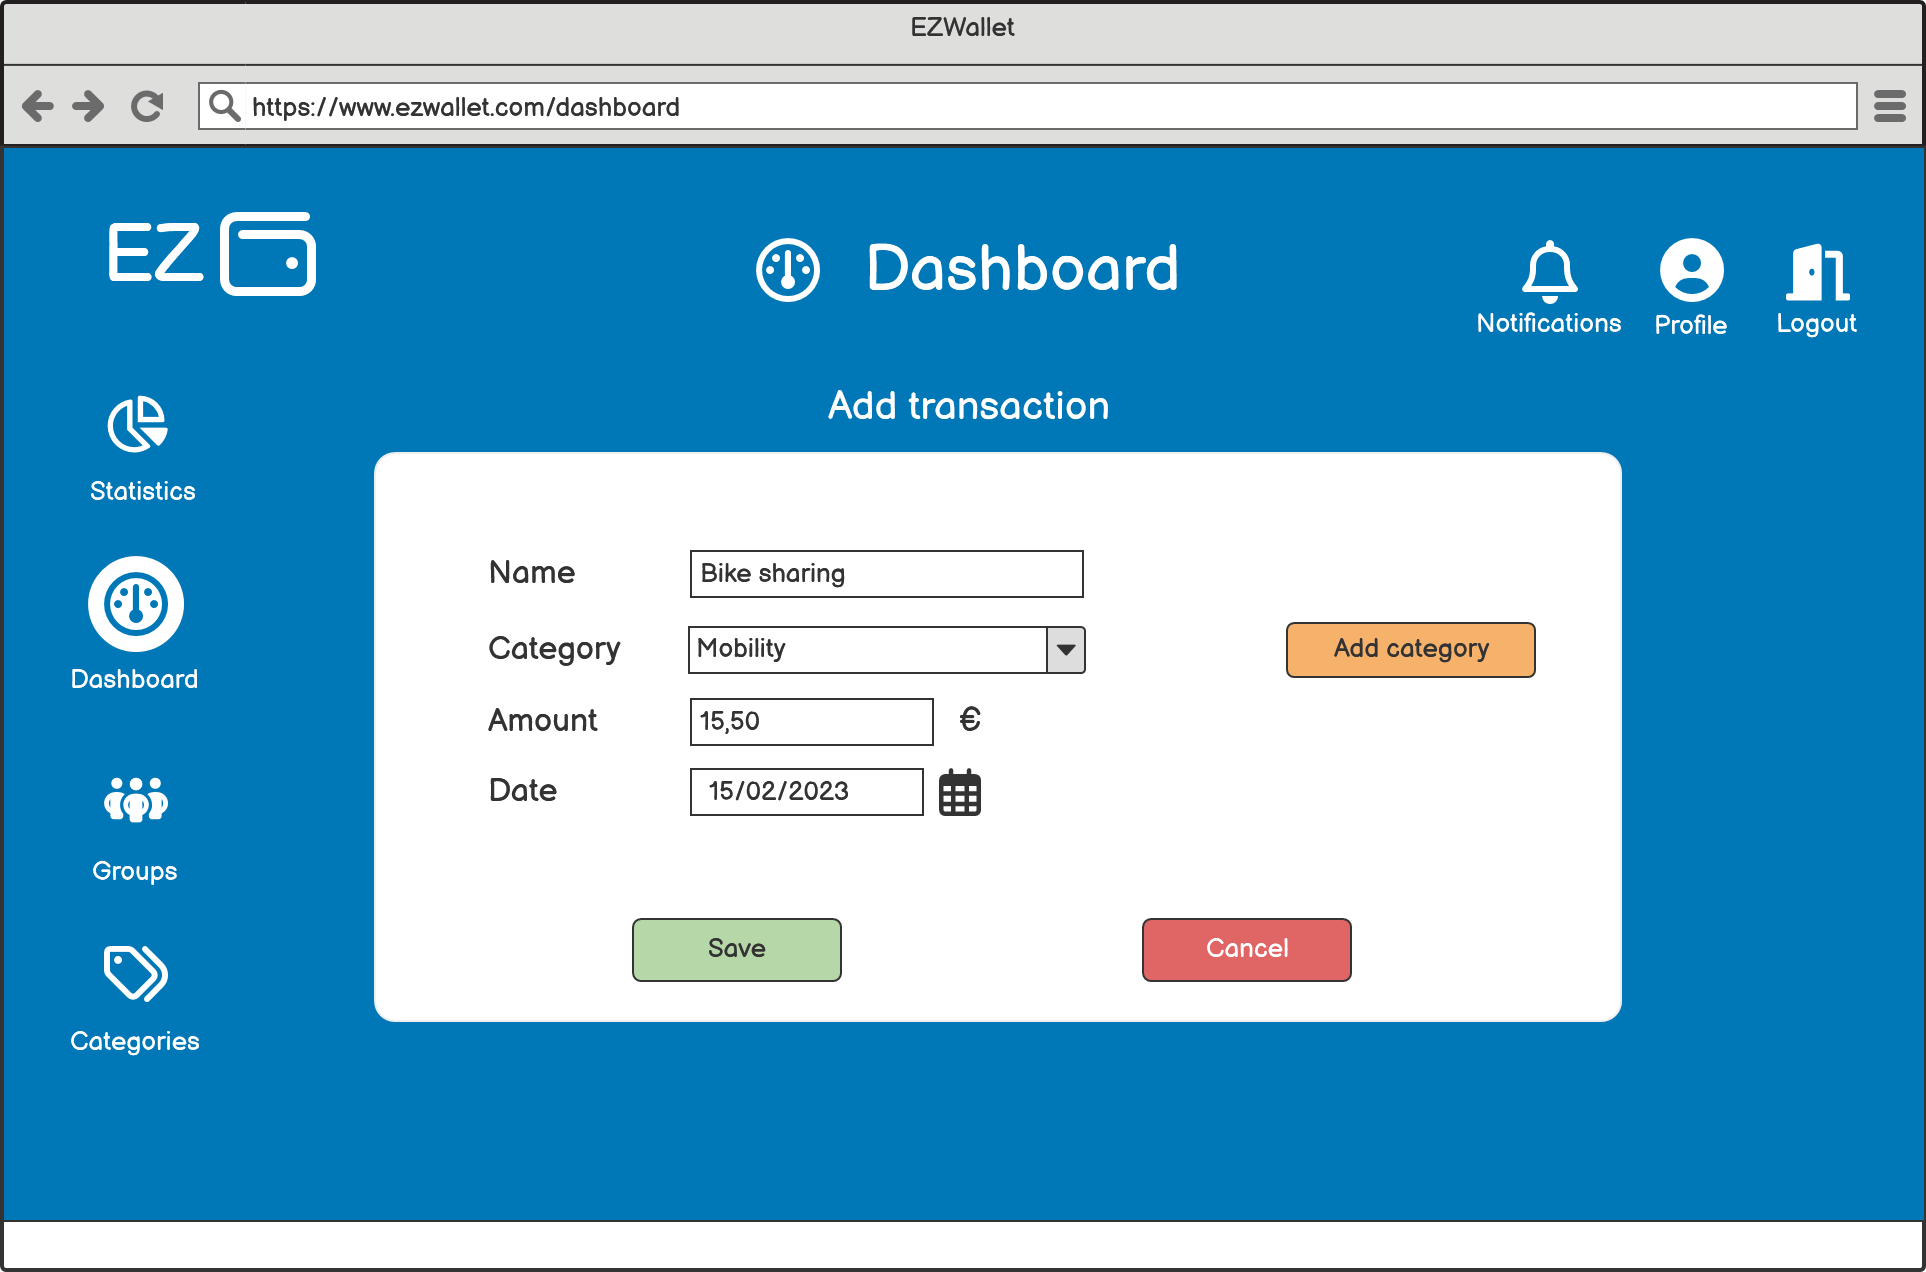 EZWallet
https://www.ezwallet.com/dashboard
EZ
Dashboard
Notifications
Profile
Logout
Add transaction
Statistics
Dashboard
Groups
Categories
Name
Bike sharing
Category
Mobility
Add category
Amount
15,50
€
Date
15/02/2023
Save
Cancel